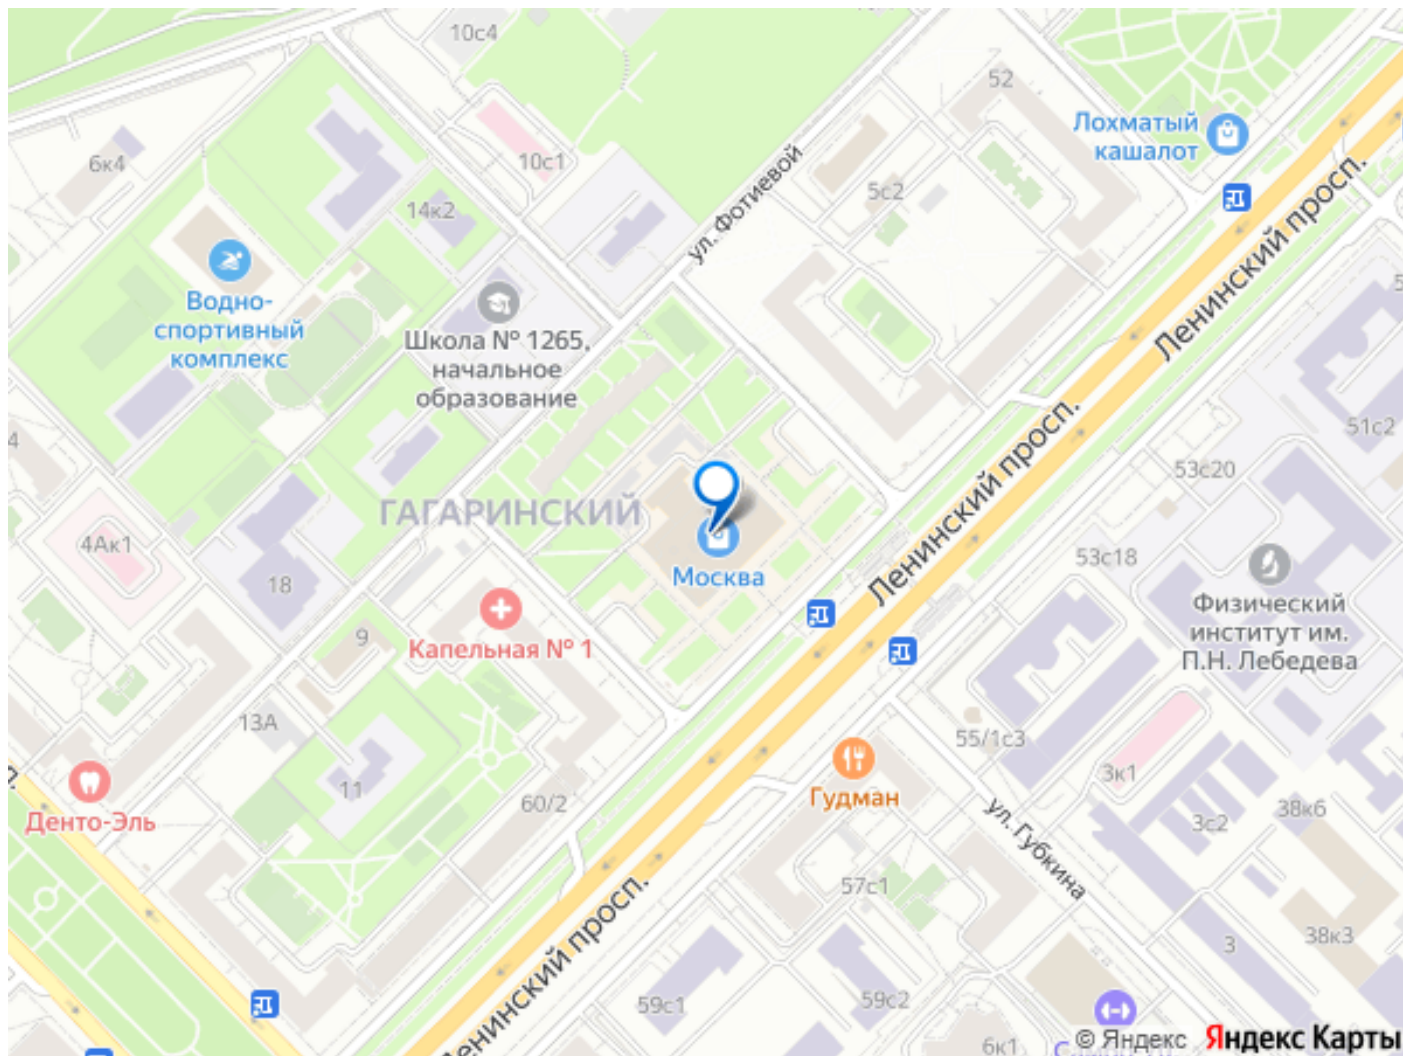 10с4
52
Лохматый
кашалот
6к4
10с1
5с2
ул. Фотиевой
14к2
Ленинский просп.
Водно-
спортивный
комплекс
Школа № 1265,
начальное
образование
51с2
Ленинский просп.
53с20
ГАГАРИНСКИЙ
4Ак1
18
Москва
53с18
Ленинский просп.
Физический
институт им.
П.Н. Лебедева
9
Капельная № 1
13А
55/1с3
3к1
11
60/2
Гудман
Денто-Эль
ул. Губкина
3с2
38к6
57с1
3
38к3
Ленинский просп.
59с1
59с2
6к1
© Яндекс Яндекс Карты